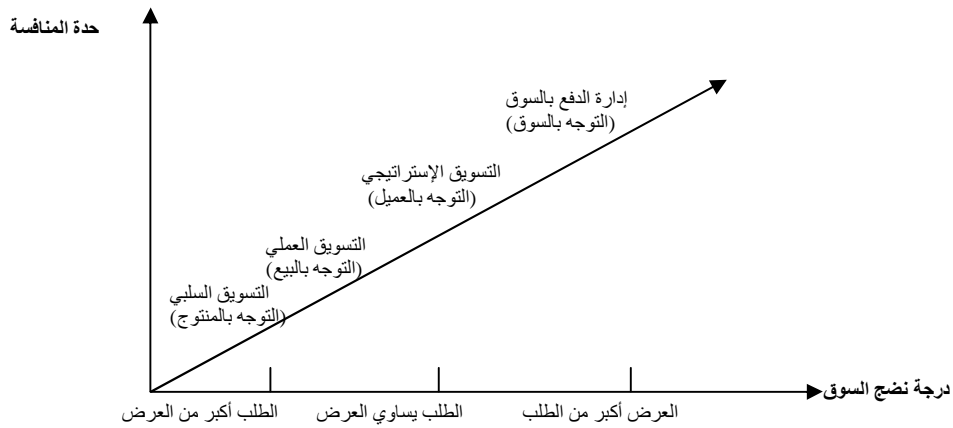 حدة المنافسة
إدارة الدفع بالسوق
(التوجه بالسوق)
التسويق الإستراتيجي
(التوجه بالعميل)
التسويق العملي
(التوجه بالبيع)
التسويق السلبي
(التوجه بالمنتوج)
درجة نضج السوق
الطلب أكبر من العرض
الطلب يساوي العرض
العرض أكبر من الطلب